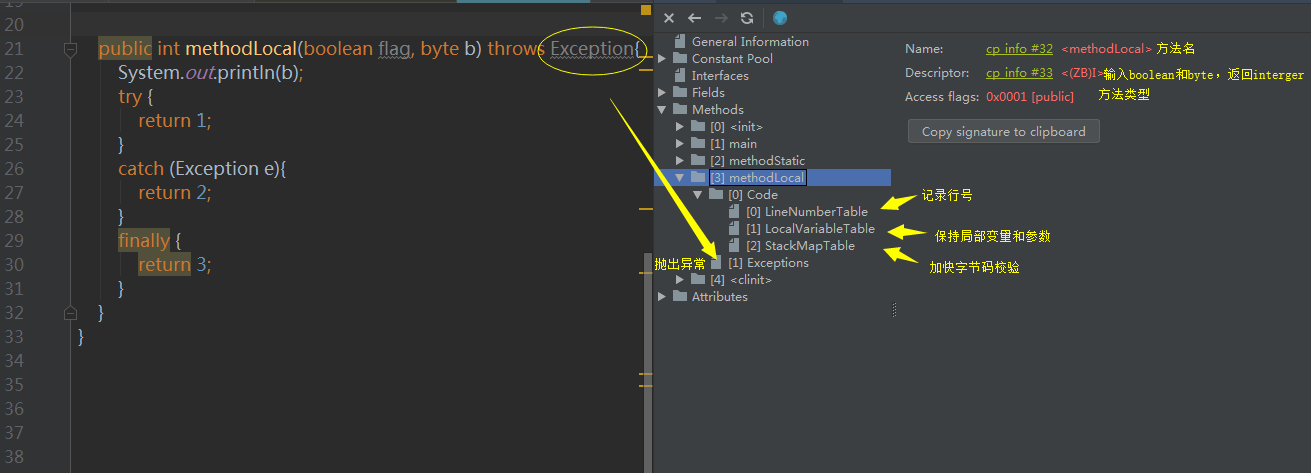 19
20
21 public int methodLocal(boolean flag, byte b) throws Exception{
22 System.out.println(b);
23 try {
24 return 1;
25 }
26 catch (Exception e){
27 return 2;
28 }
29 finally {
30 return 3;
31 }
32 }
33 }
34
35
36
37
38
General Information
Constant Pool
Interfaces
Fields
Methods
[0] <init>
[1] main
[2] methodStatic
[3] methodLocal
[0] Code
[0] LineNumberTable
[1] LocalVariableTable
[2] StackMapTable
抛出异常 [1] Exceptions
[4] <clinit>
Attributes
Name: cp info #32 <methodLocal> 方法名
Descriptor: cp info #33 <(ZB)I> 输入boolean和byte，返回interger
Access flags: 0x0001 [public] 方法类型
Copy signature to clipboard
记录行号
保持局部变量和参数
加快字节码校验